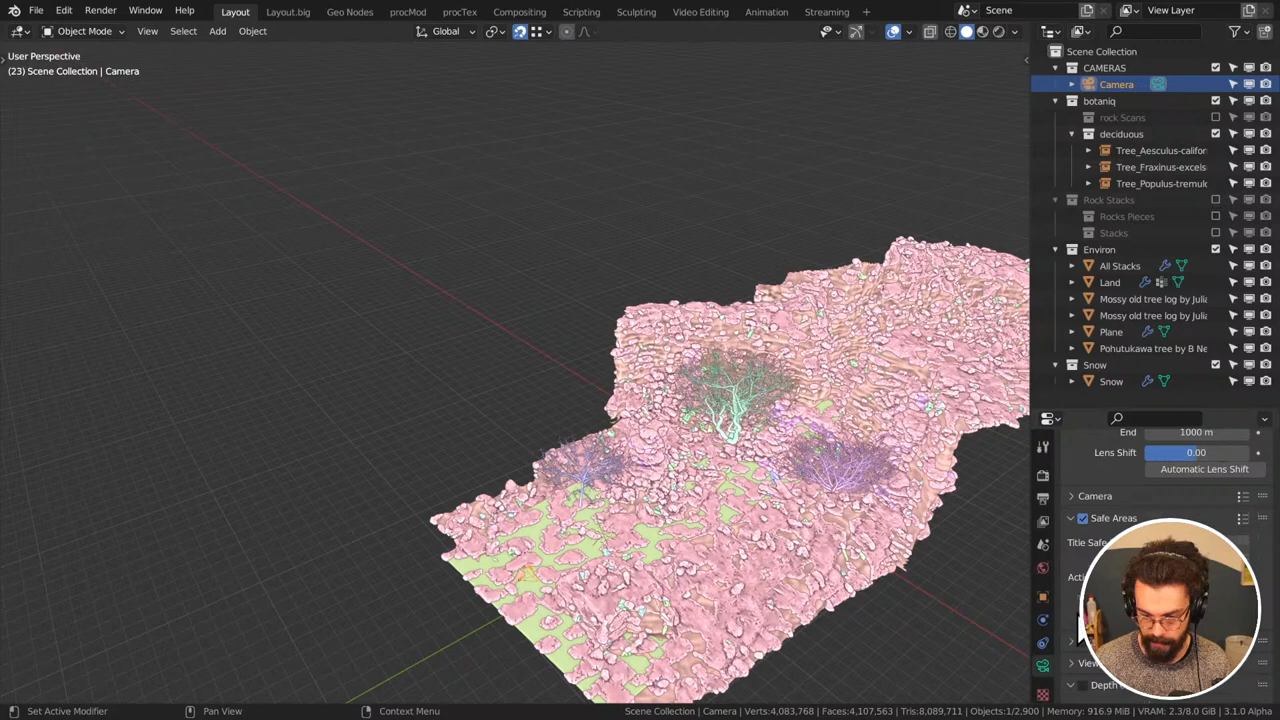 File Edit Render Window Help Layout Layout.big Geo Nodes procMod procTex Compositing Scripting Sculpting Video Editing Animation Streaming + Scene View Layer
Object Mode View Select Add Object Global
User Perspective
(23) Scene Collection | Camera
Scene Collection
CAMERAS
Camera
botaniq
rock Scans
deciduous
Tree_Aesculus-califor
Tree_Fraxinus-excels
Tree_Populus-tremul
Rock Stacks
Rocks Pieces
Stacks
Environ
All Stacks
Land
Mossy old tree log by Julia
Mossy old tree log by Julia
Plane
Pohutukawa tree by B Ne
Snow
Snow
End 1000 m
Lens Shift 0.00
Automatic Lens Shift
Camera
Safe Areas
Title Safe
Depth
Set Active Modifier Pan View Context Menu Scene Collection | Camera | Verts:4,083,768 | Faces:4,107,563 | Tris:8,089,711 | Objects:1/2,900 | Memory: 916.9 MiB | VRAM: 2.3/8.0 GiB | 3.1.0 Alpha